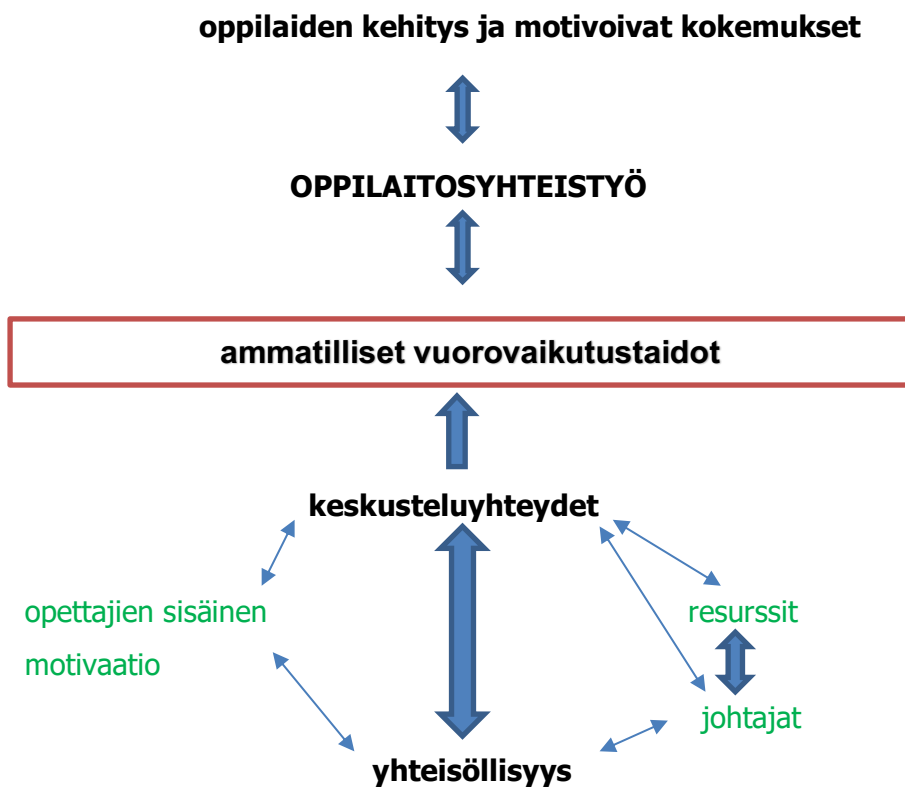 oppilaiden kehitys ja motivoivat kokemukset
OPPILAITOSYHTEISTYÖ
ammatilliset vuorovaikutustaidot
keskusteluyhteydet
opettajien sisäinen
motivaatio
resurssit
johtajat
yhteisöllisyys